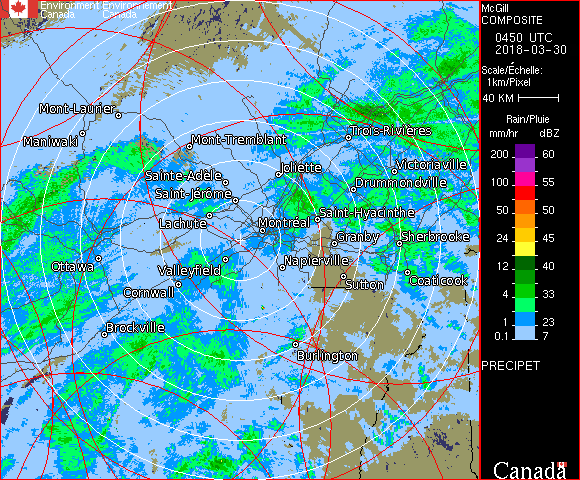 Environment Environnement
Canada Canada
McGill
COMPOSITE
0450 UTC
2018-03-30
Scale/Échelle:
1km/Pixel
40 KM
Rain/Pluie
mm/hr dBZ
200 60
100 55
50 50
24 45
12 40
4 33
1 23
0.1 7
PRECIPET
Canada
Mont-Laurier
Maniwaki
Mont-Tremblant
Trois-Rivières
Sainte-Adèle
Joliette
Victoriaville
Saint-Jérôme
Drummondville
Lachute
Montréal
Saint-Hyacinthe
Granby
Sherbrooke
Ottawa
Valleyfield
Napierville
Sutton
Coaticook
Cornwall
Brockville
Burlington